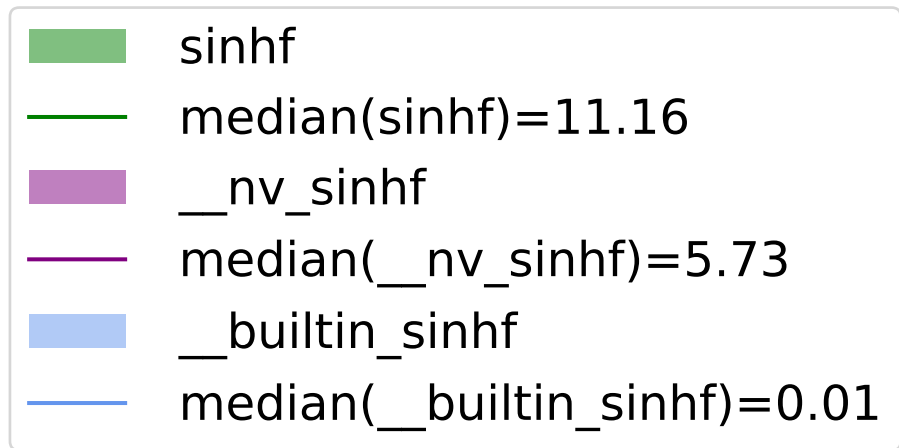 sinhf
median(sinhf)=11.16
__nv_sinhf
median(__nv_sinhf)=5.73
__builtin_sinhf
median(__builtin_sinhf)=0.01